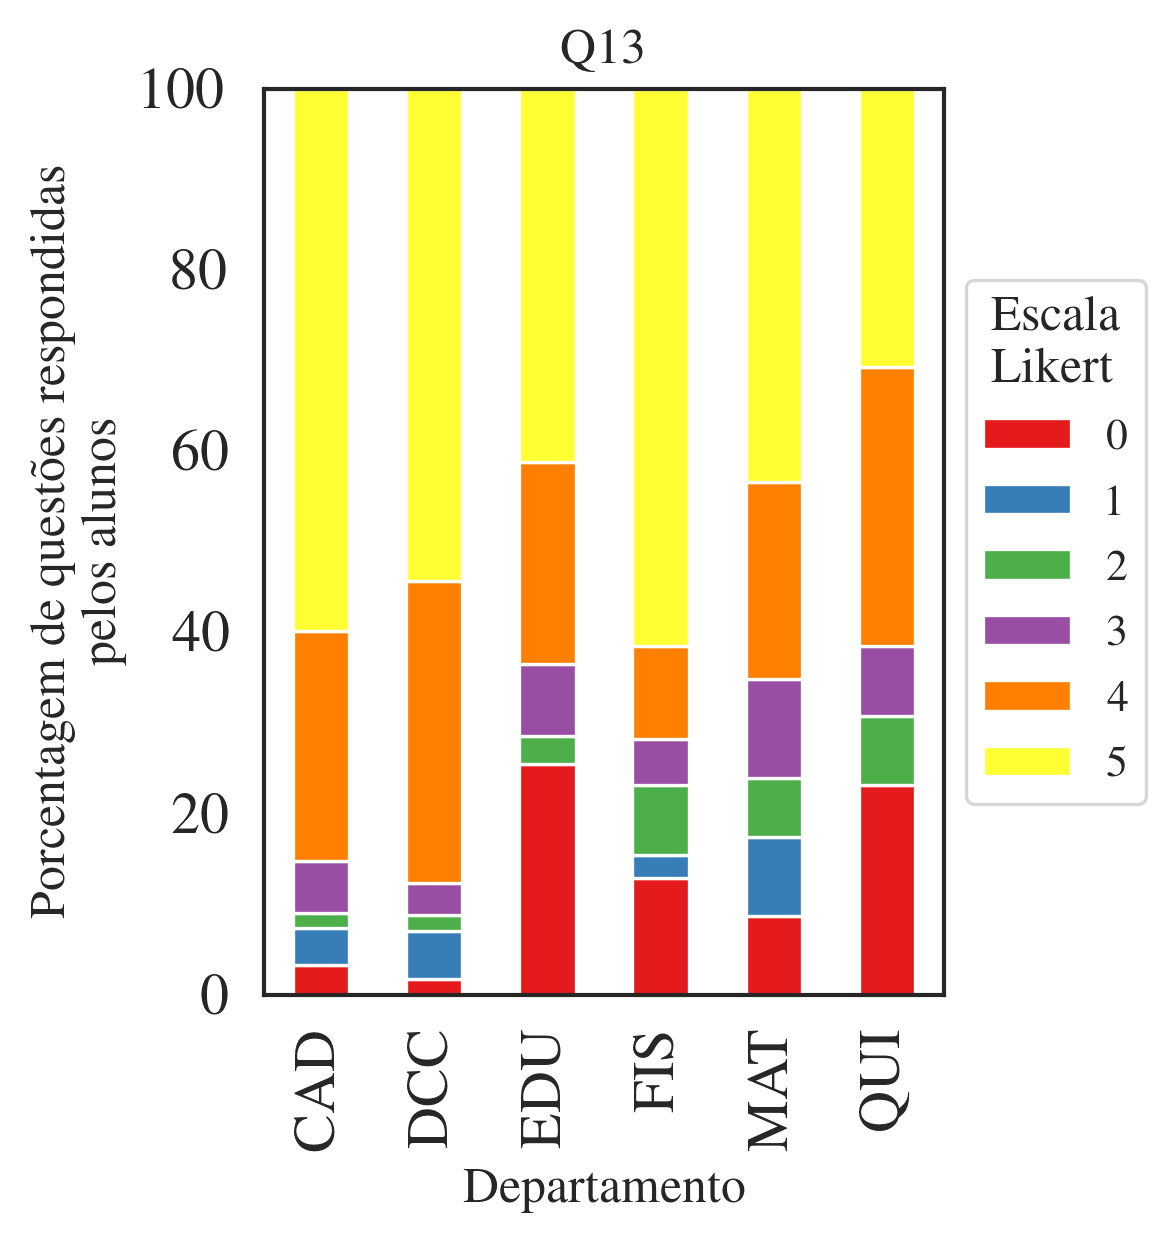 Q13
100
80
60
40
20
0
Porcentagem de questões respondidas
pelos alunos
CAD
DCC
EDU
FIS
MAT
QUI
Departamento
Escala
Likert
0
1
2
3
4
5